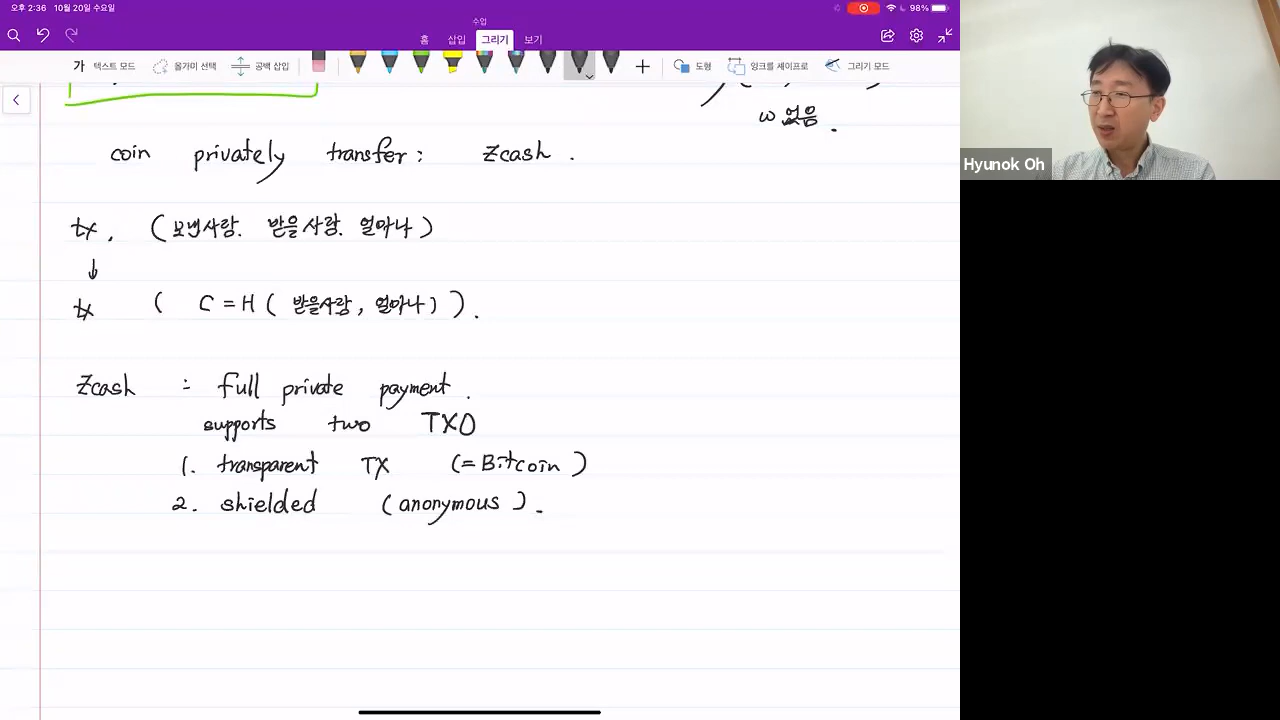 오후 2:36 10월 20일 수요일
98%
수업
홈 삽입 그리기 보기
가 텍스트 모드 올가미 선택 공백 삽입 도형 잉크를 셰이프로 그리기 모드
w 없음.
coin privately transfer : Zcash .
Hyunok Oh
tx. (보낸사람. 받을사람. 얼마나)
↓
tx ( C = H ( 받을사람, 얼마나 ) ) .
Zcash : full private payment .
supports two TXO
1. transparent TX (= Bitcoin )
2. shielded (anonymous ) .